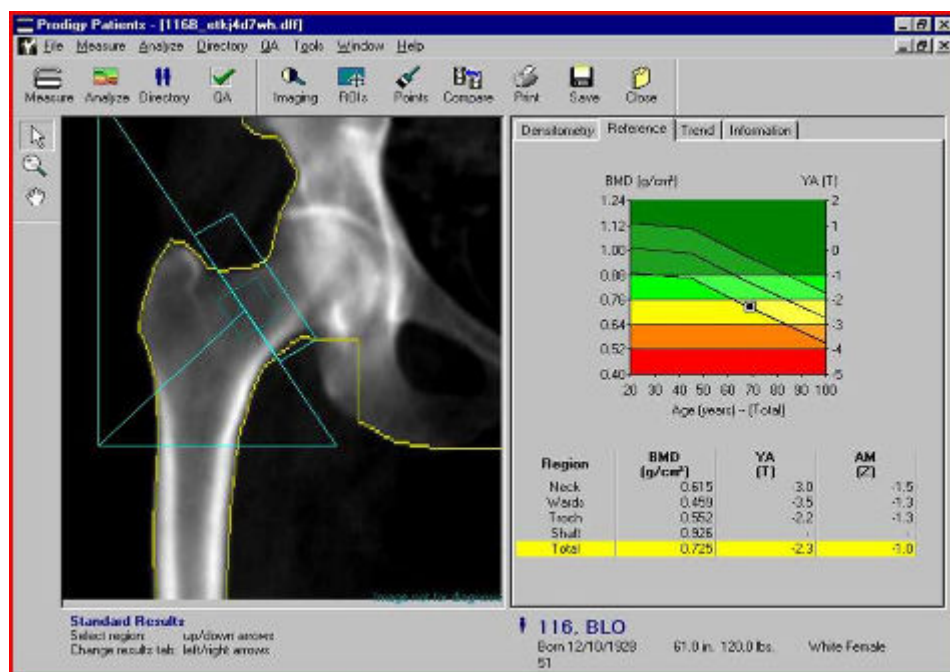 Prodigy Patients - [1168_etkj4d7wh.dlf]
File Measure Analyze Directory QA Tools Window Help
Measure Analyze Directory QA Imaging ROIs Points Compare Print Save Close
Densitometry Reference Trend Information
BMD (g/cm²) YA (T)
1.24 2
1.12 1
1.00 0
0.88 -1
0.76 -2
0.64 -3
0.52 -4
0.40 -5
20 30 40 50 60 70 80 90 100
Age (years) - (Total)
Region BMD (g/cm²) YA (T) AM (Z)
Neck 0.615 -3.0 -1.5
Wards 0.459 -3.5 -1.3
Troch 0.552 -2.2 -1.3
Shaft 0.926 - -
Total 0.725 -2.3 -1.0
Image not for diagnosis
Standard Results
Select region: up/down arrows
Change results tab: left/right arrows
116, BLO
Born 12/10/1928 61.0 in. 120.0 lbs. White Female
51